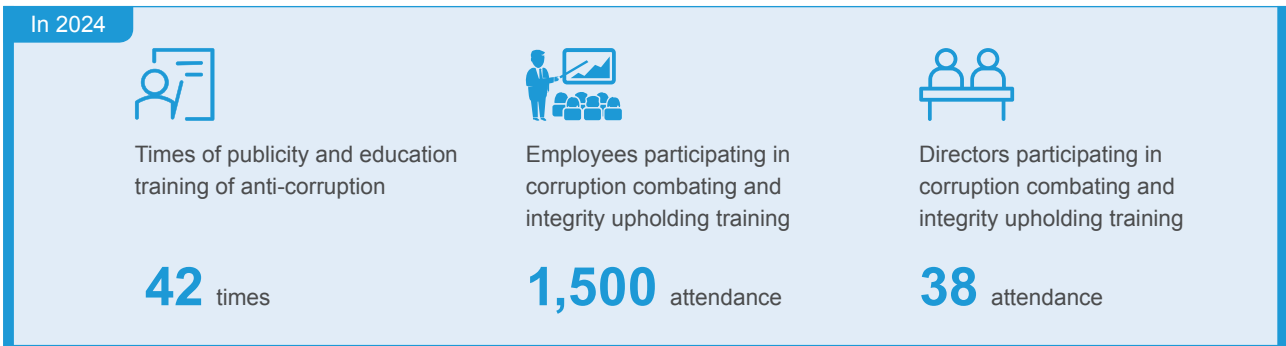 In 2024
Times of publicity and education
training of anti-corruption
42 times
Employees participating in
corruption combating and
integrity upholding training
1,500 attendance
Directors participating in
corruption combating and
integrity upholding training
38 attendance